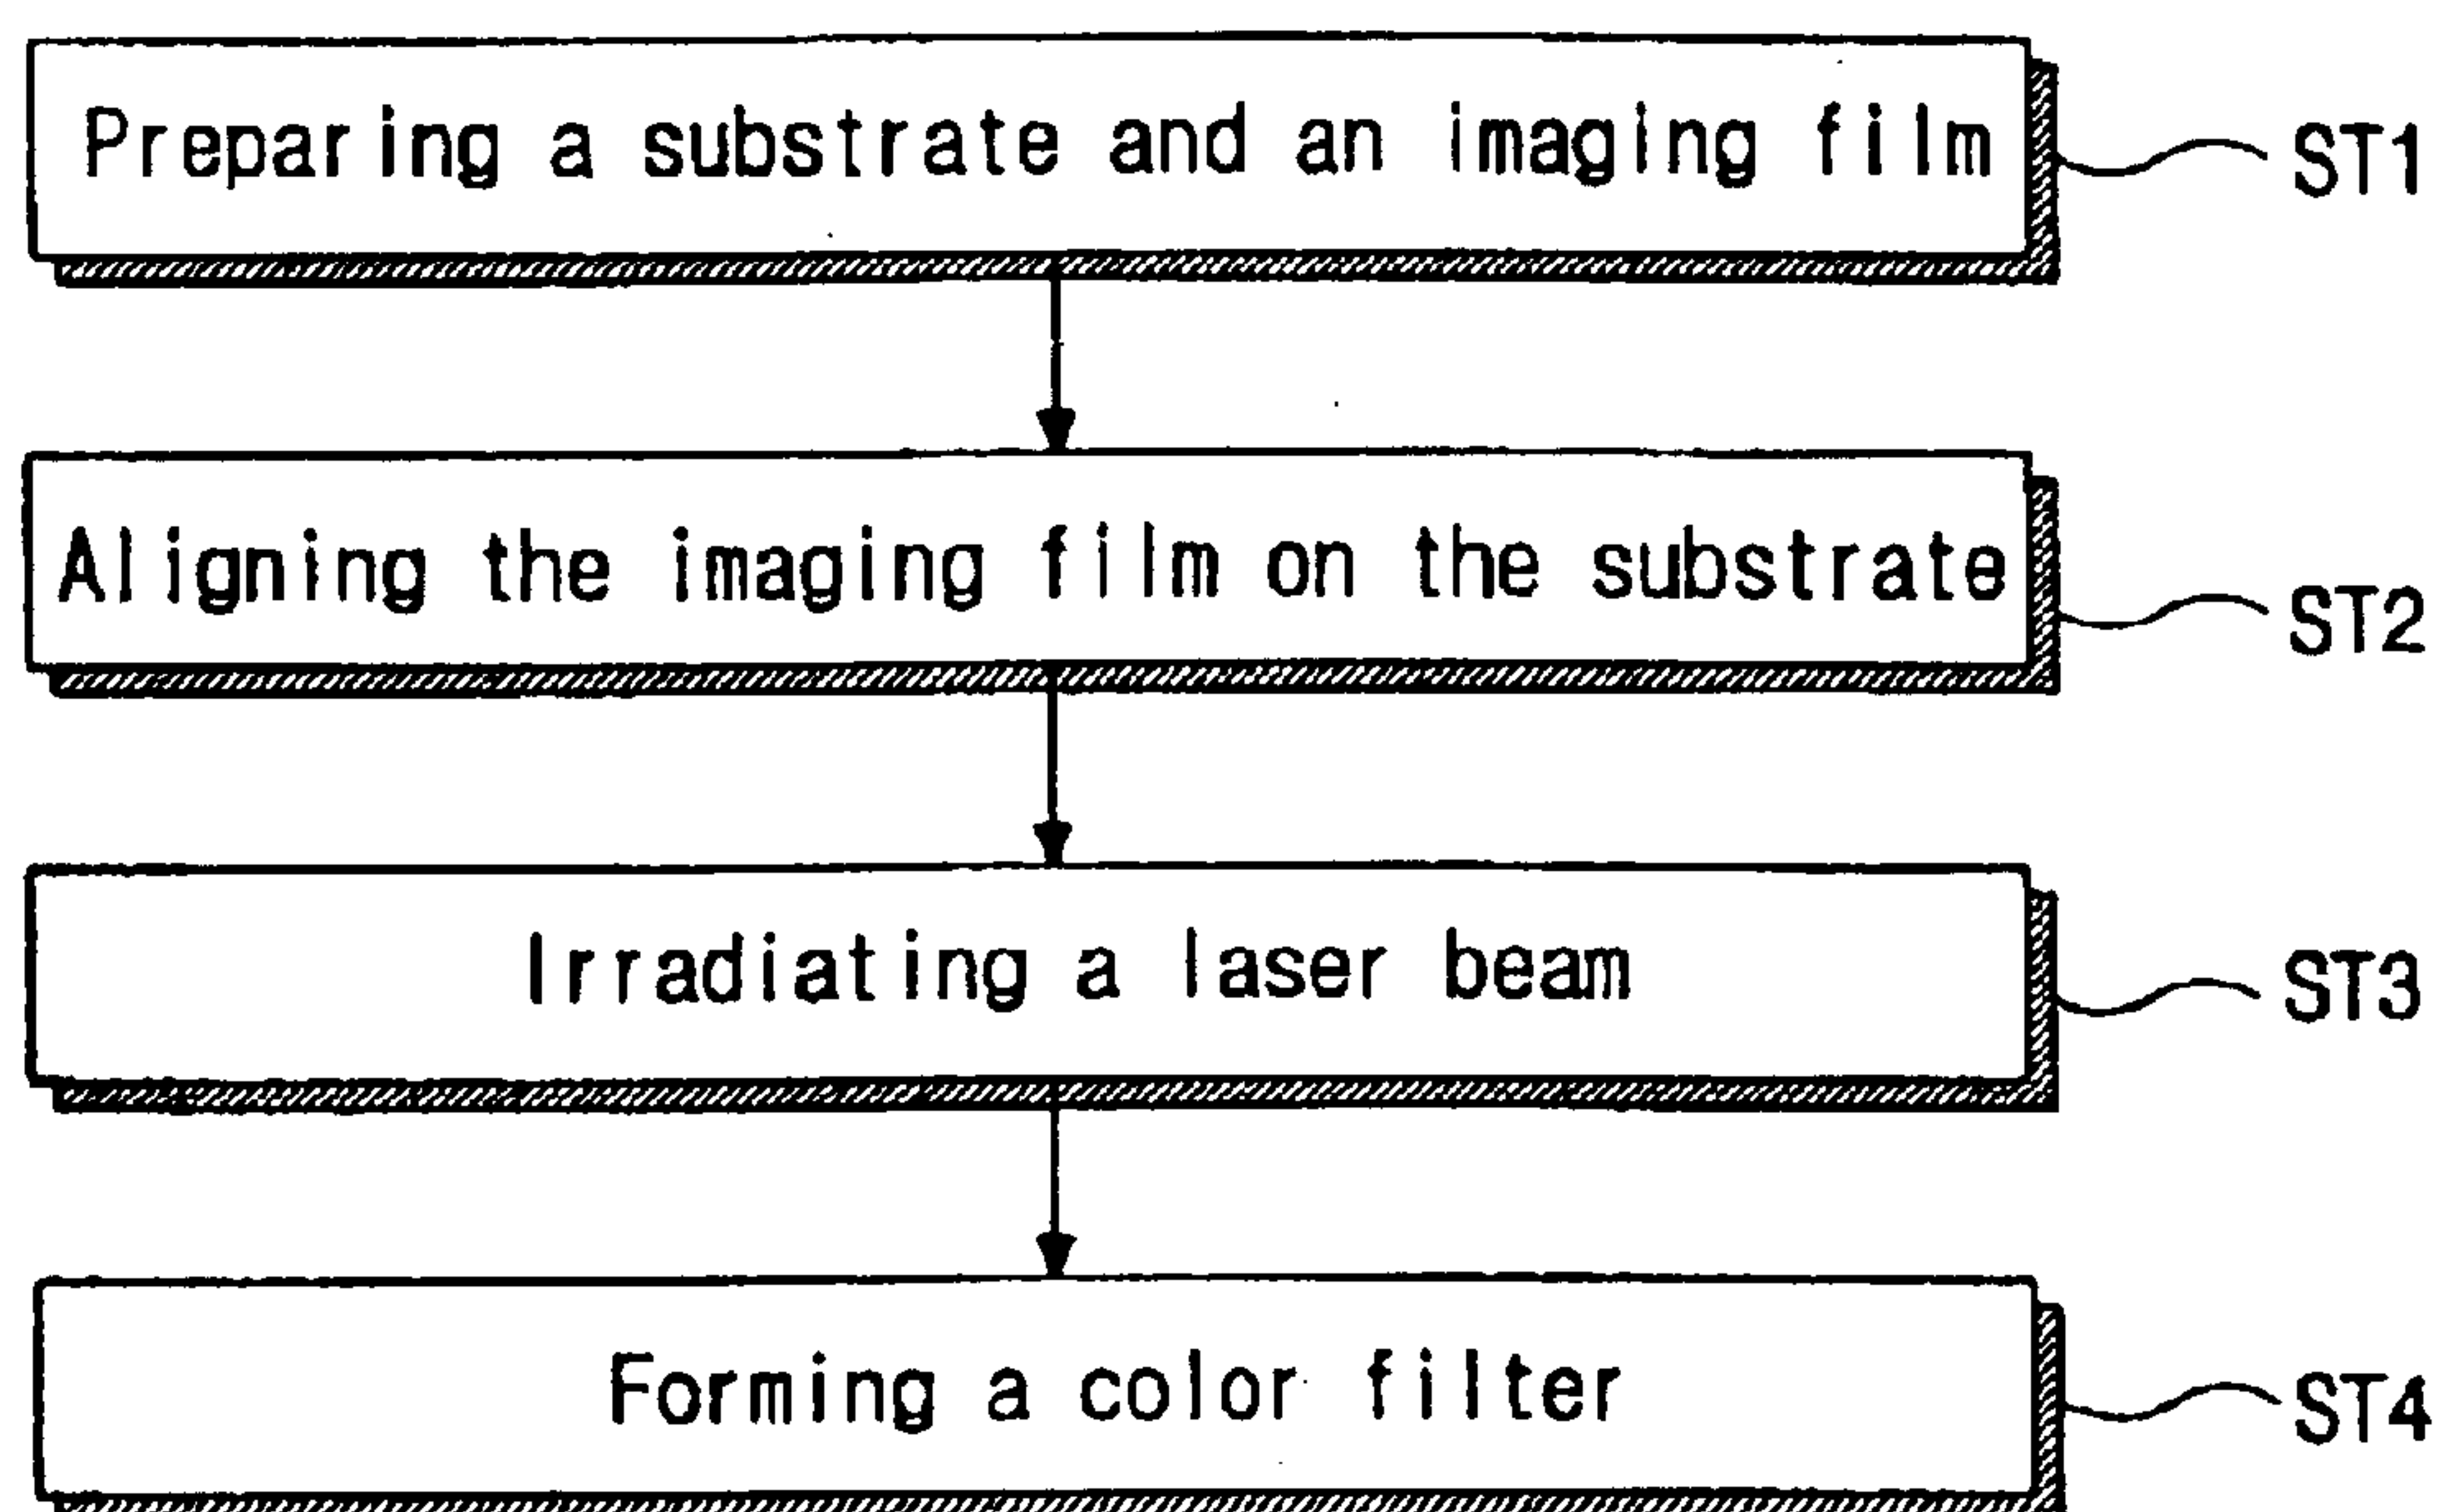 Preparing a substrate and an imaging film
ST1
Aligning the imaging film on the substrate
ST2
Irradiating a laser beam
ST3
Forming a color filter
ST4